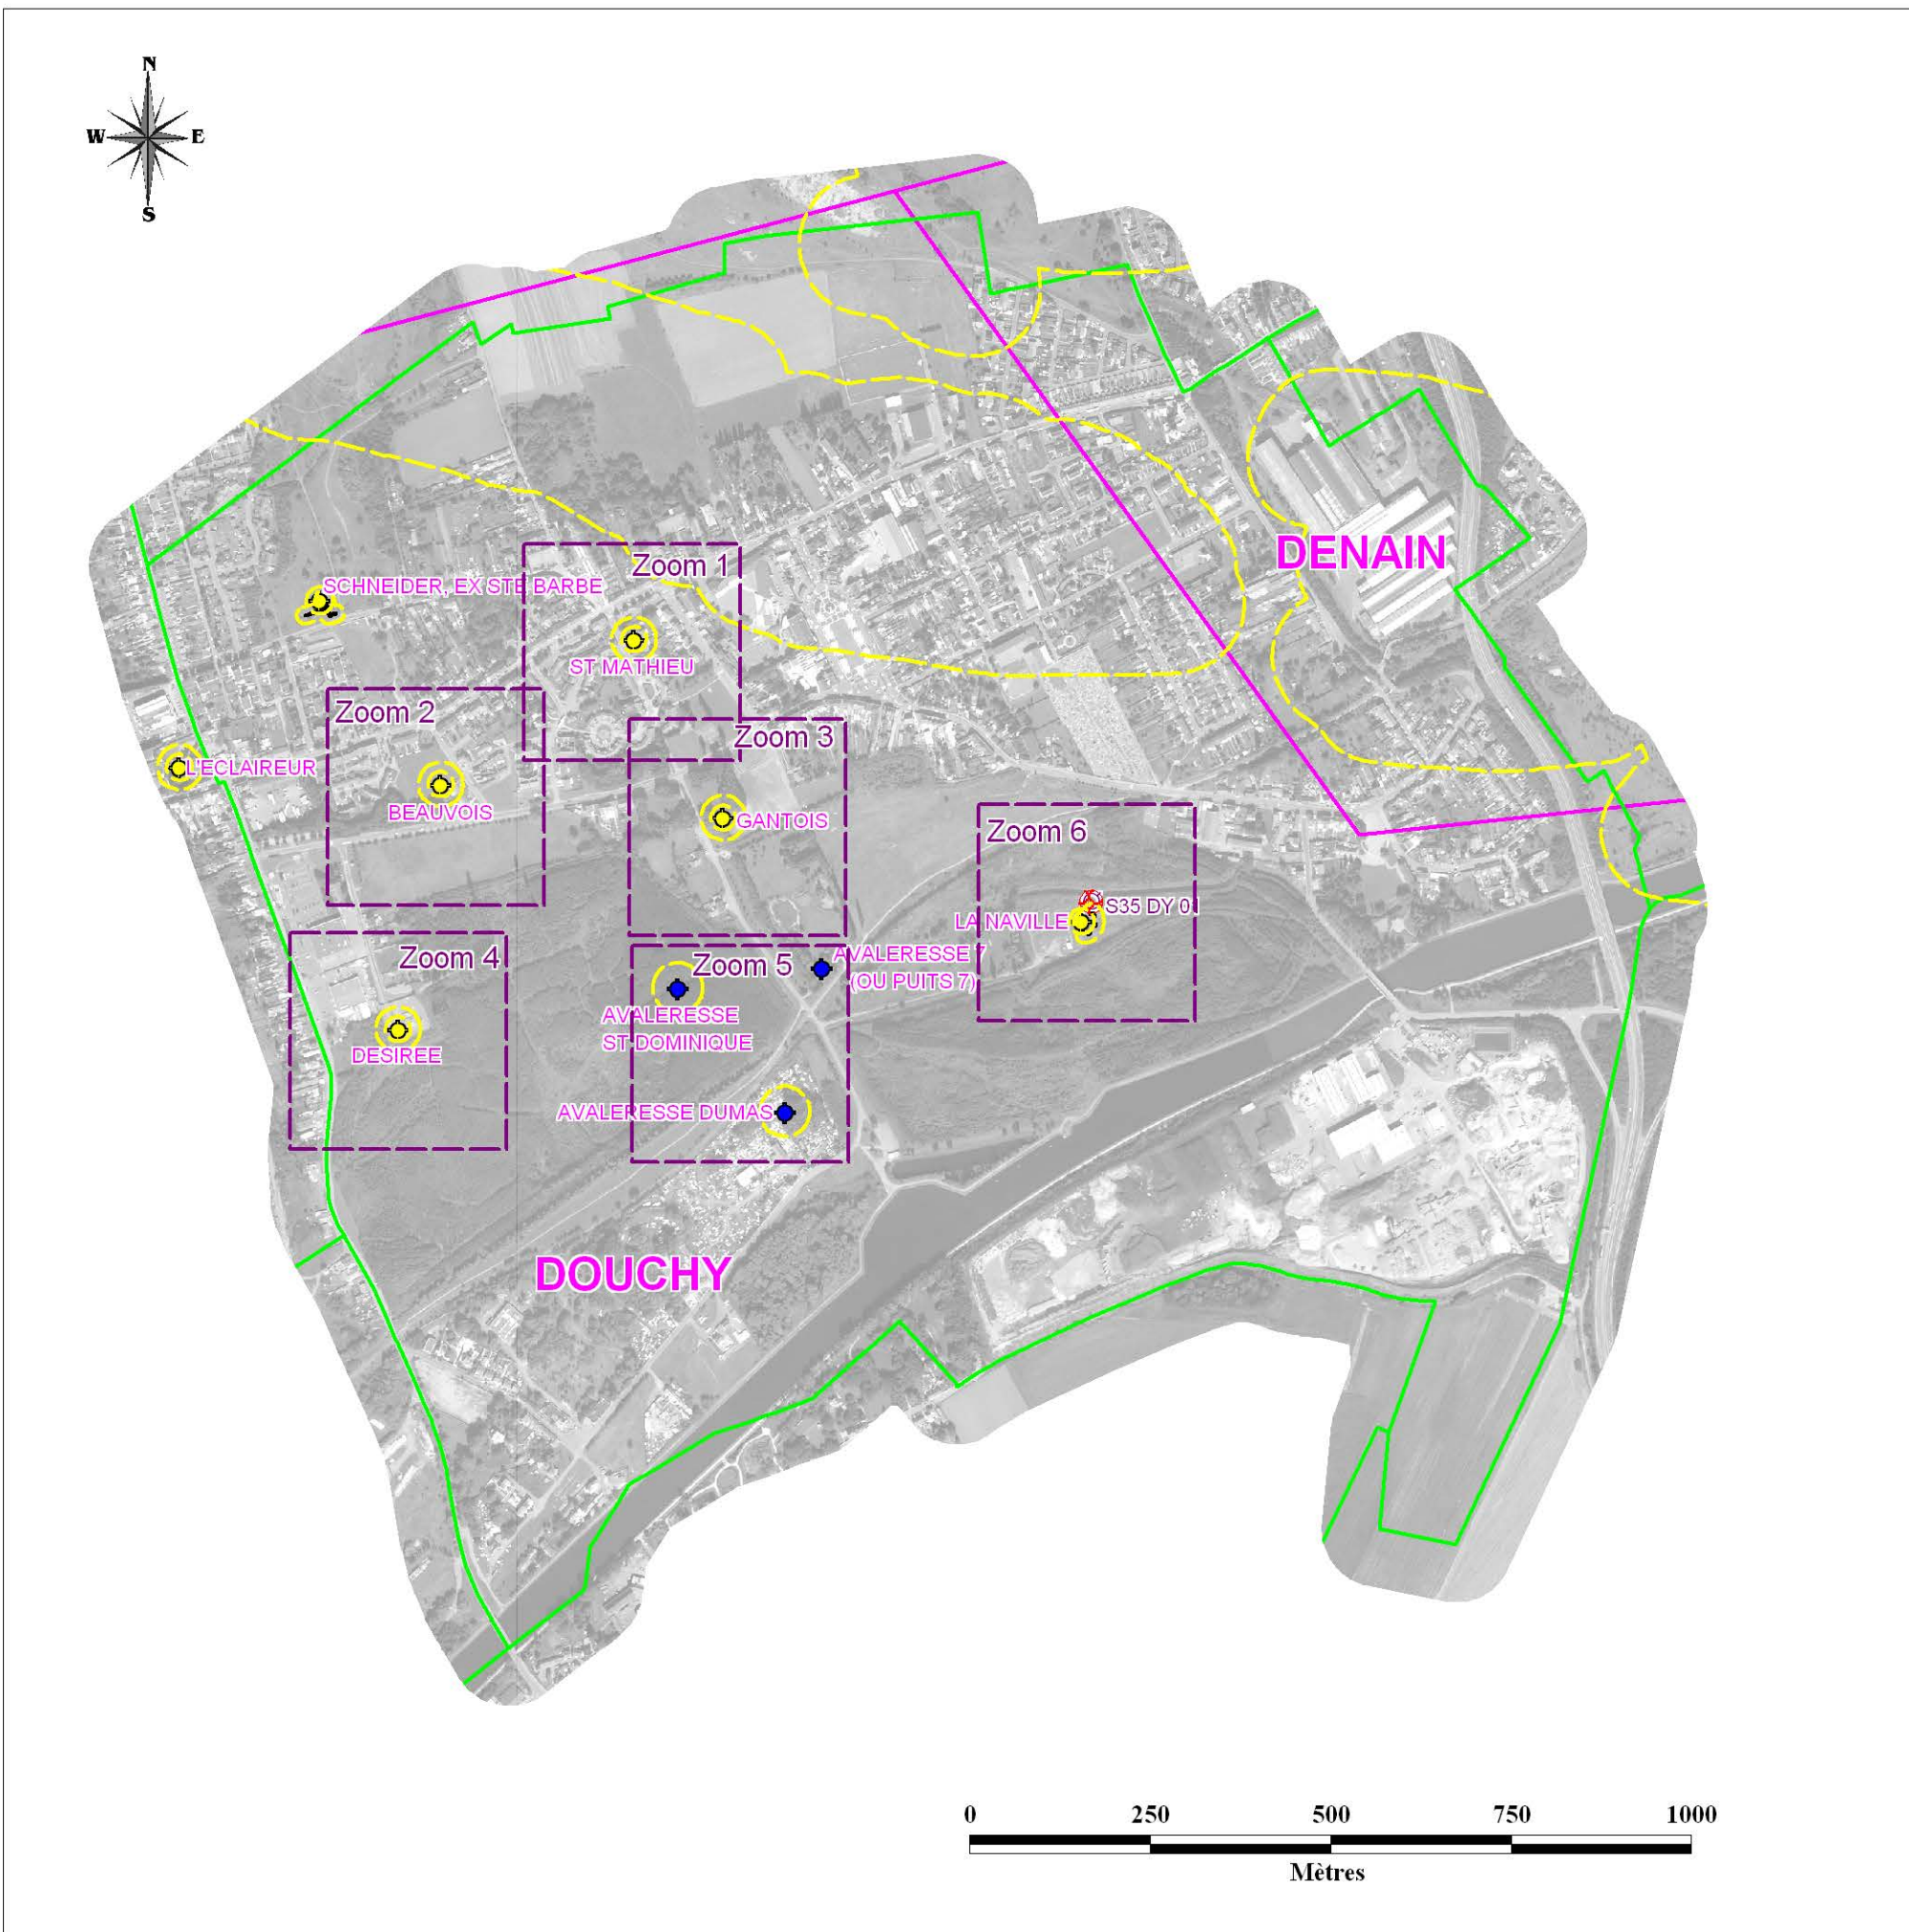 N
W E
S
DENAIN
Zoom 1
SCHNEIDER, EX STE BARBE
ST MATHIEU
Zoom 2
Zoom 3
L'ECLAIREUR
BEAUVOIS
GANTOIS
Zoom 6
S35 DY 01
LA NAVILLE
Zoom 4
Zoom 5
AVALERESSE 7
(OU PUITS 7)
AVALERESSE
ST DOMINIQUE
DESIREE
AVALERESSE DUMAS
DOUCHY
0 250 500 750 1000
Mètres